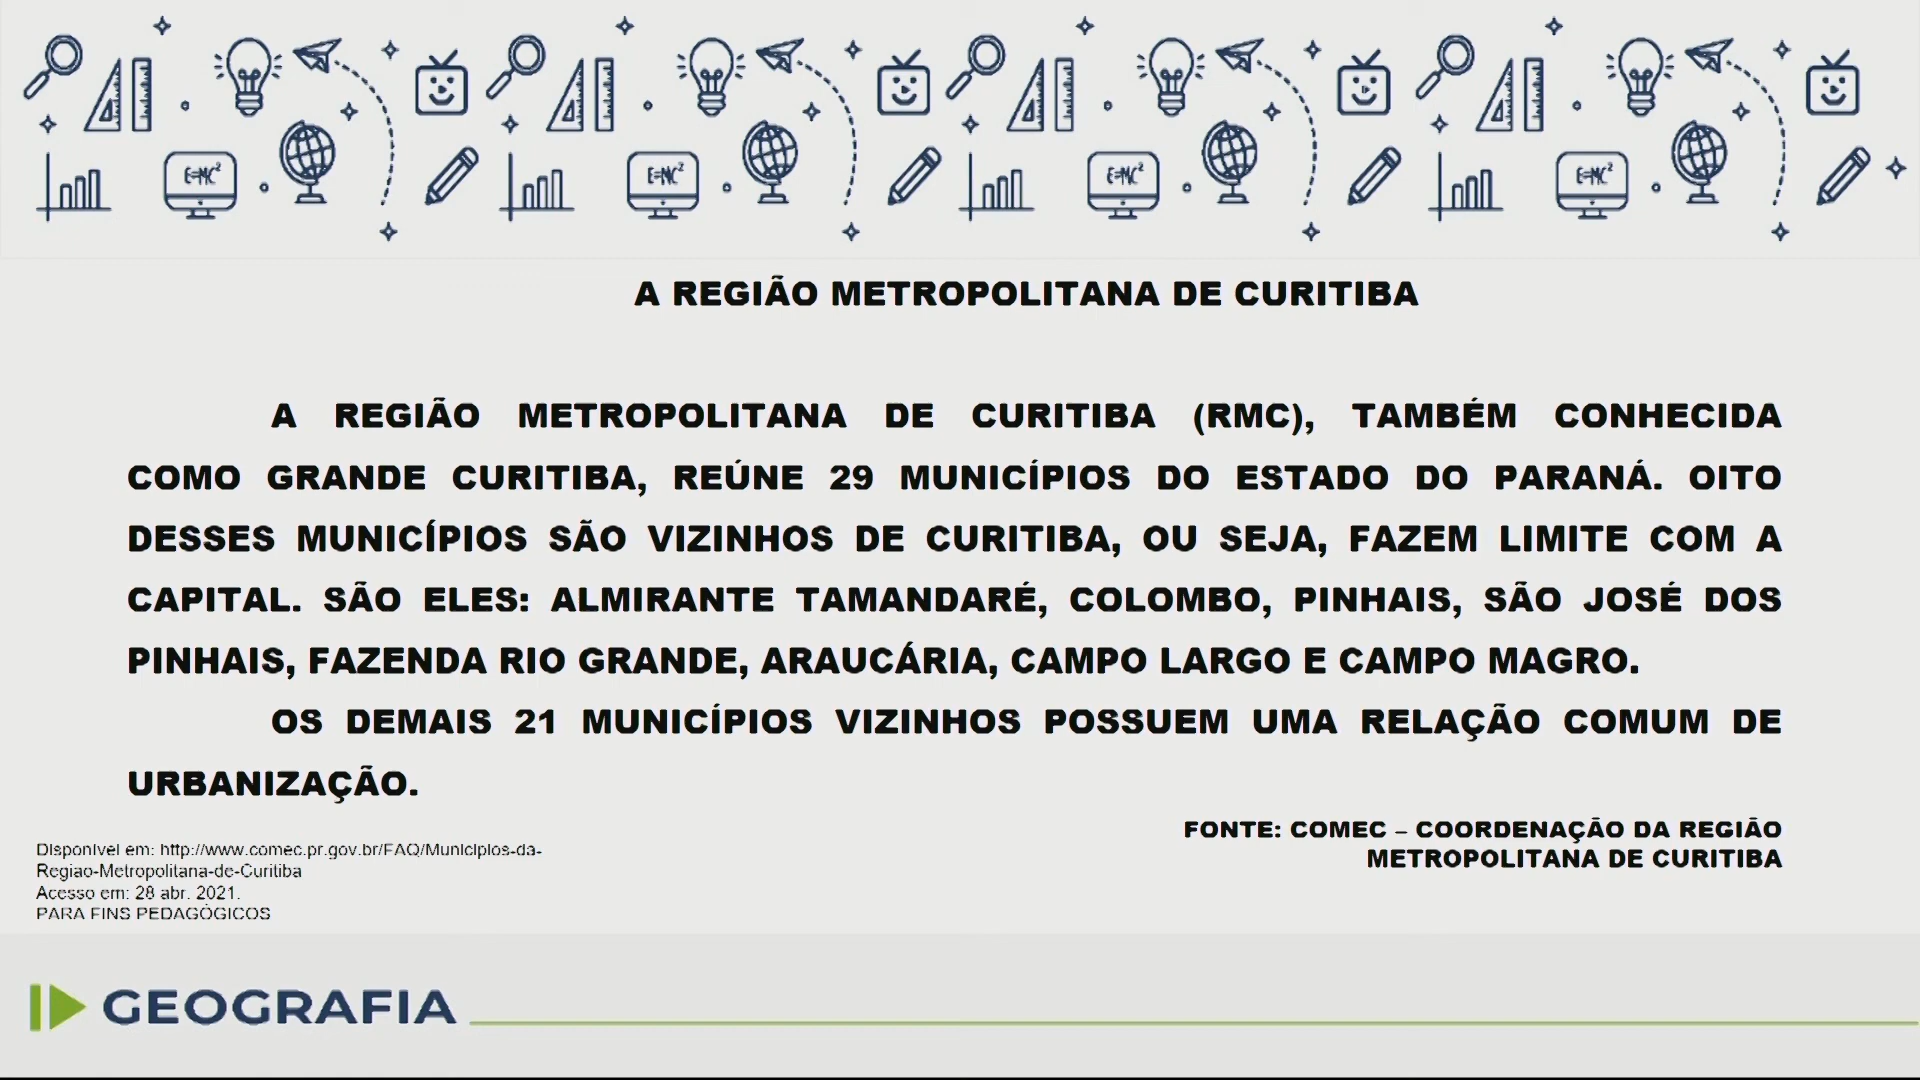 E=MC² E=MC² E=MC² E=MC²
A REGIÃO METROPOLITANA DE CURITIBA
A REGIÃO METROPOLITANA DE CURITIBA (RMC), TAMBÉM CONHECIDA
COMO GRANDE CURITIBA, REÚNE 29 MUNICÍPIOS DO ESTADO DO PARANÁ. OITO
DESSES MUNICÍPIOS SÃO VIZINHOS DE CURITIBA, OU SEJA, FAZEM LIMITE COM A
CAPITAL. SÃO ELES: ALMIRANTE TAMANDARÉ, COLOMBO, PINHAIS, SÃO JOSÉ DOS
PINHAIS, FAZENDA RIO GRANDE, ARAUCÁRIA, CAMPO LARGO E CAMPO MAGRO.
OS DEMAIS 21 MUNICÍPIOS VIZINHOS POSSUEM UMA RELAÇÃO COMUM DE
URBANIZAÇÃO.
FONTE: COMEC – COORDENAÇÃO DA REGIÃO
METROPOLITANA DE CURITIBA
Disponível em: http://www.comec.pr.gov.br/FAQ/Municipios-da-
Regiao-Metropolitana-de-Curitiba
Acesso em: 28 abr. 2021.
PARA FINS PEDAGÓGICOS
GEOGRAFIA